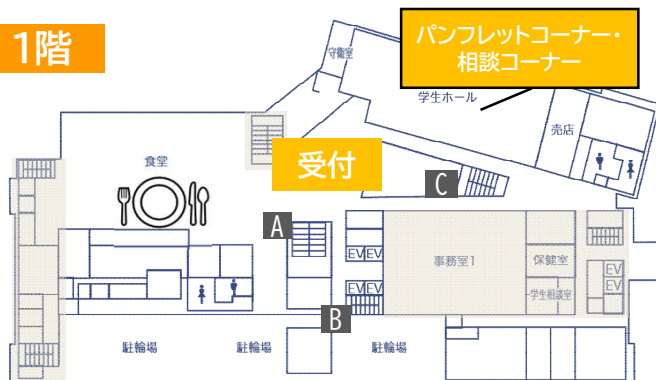 1階
パンフレットコーナー・
相談コーナー
守衛室
学生ホール
売店
食堂
受付
C
A
EV EV
事務室1
保健室
EV
EV EV
学生相談室
EV
B
駐輪場
駐輪場
駐輪場